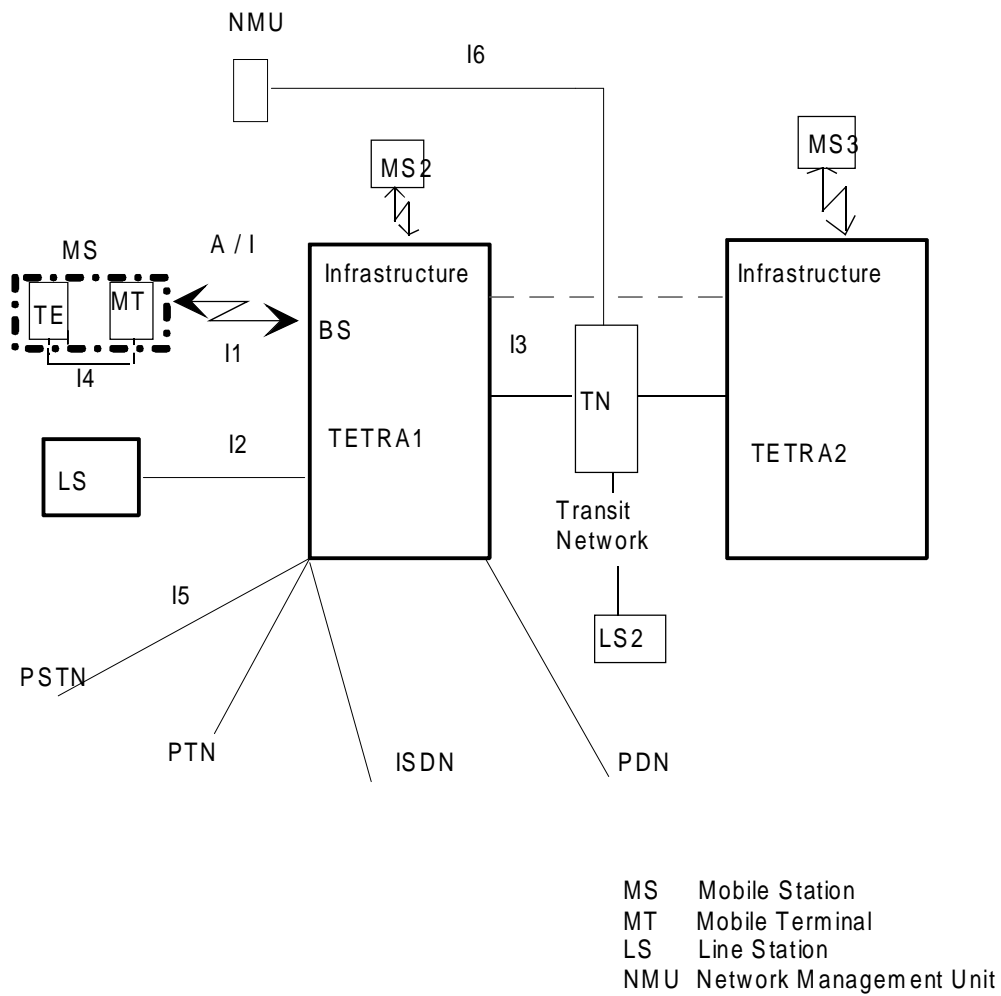 NMU
I6
MS2
MS3
MS
A / I
Infrastructure
Infrastructure
TE
MT
BS
I1
I3
I4
TN
TETRA1
I2
TETRA2
LS
Transit
Network
I5
LS2
PSTN
PTN
ISDN
PDN
MS Mobile Station
MT Mobile Terminal
LS Line Station
NMU Network Management Unit